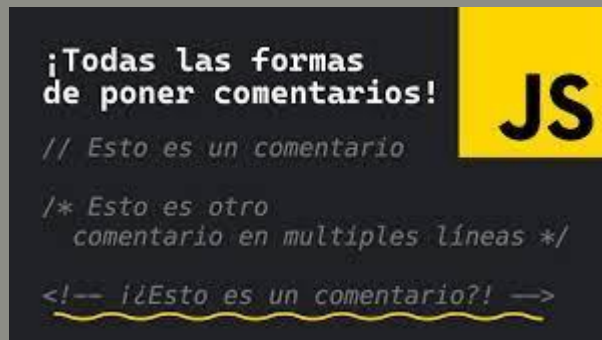 ¡Todas las formas
de poner comentarios!
JS
// Esto es un comentario
/* Esto es otro
comentario en multiples líneas */
<!-- ¡¿Esto es un comentario?! -->